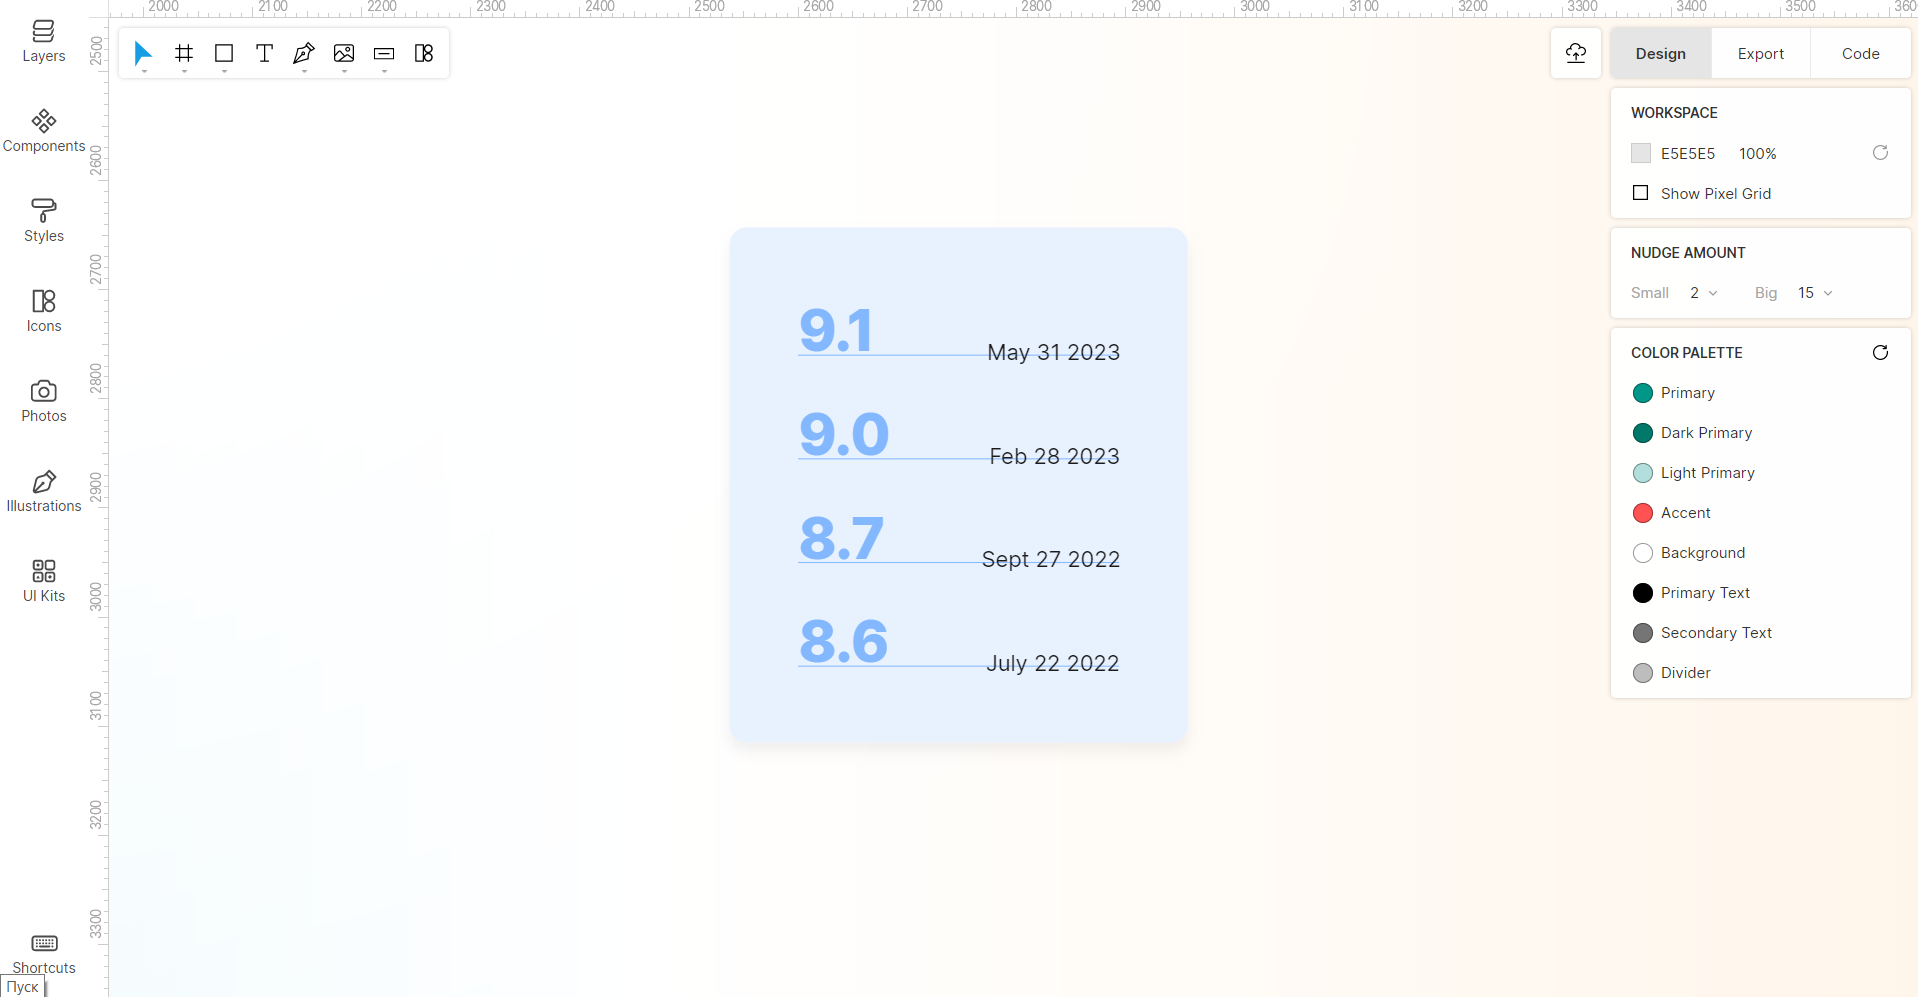 2000 2100 2200 2300 2400 2500 2600 2700 2800 2900 3000 3100 3200 3300 3400 3500 360
2500
2600
2700
2800
2900
3000
3100
3200
3300
Layers
Components
Styles
Icons
Photos
Illustrations
UI Kits
Shortcuts
Пуск
9.1
May 31 2023
9.0
Feb 28 2023
8.7
Sept 27 2022
8.6
July 22 2022
Design Export Code
WORKSPACE
E5E5E5 100%
Show Pixel Grid
NUDGE AMOUNT
Small 2 Big 15
COLOR PALETTE
Primary
Dark Primary
Light Primary
Accent
Background
Primary Text
Secondary Text
Divider